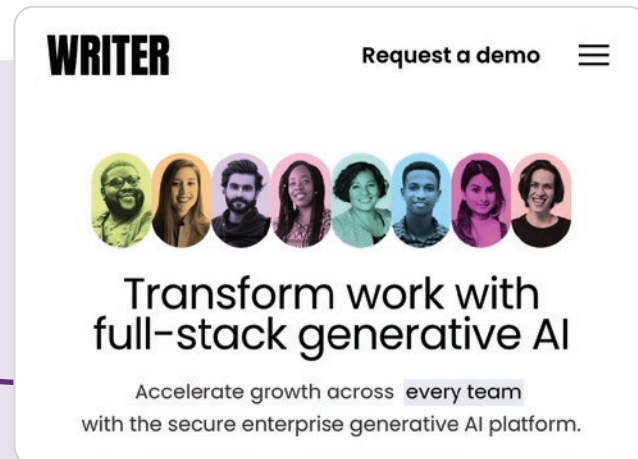 WRITER
Request a demo
Transform work with
full-stack generative AI
Accelerate growth across every team
with the secure enterprise generative AI platform.